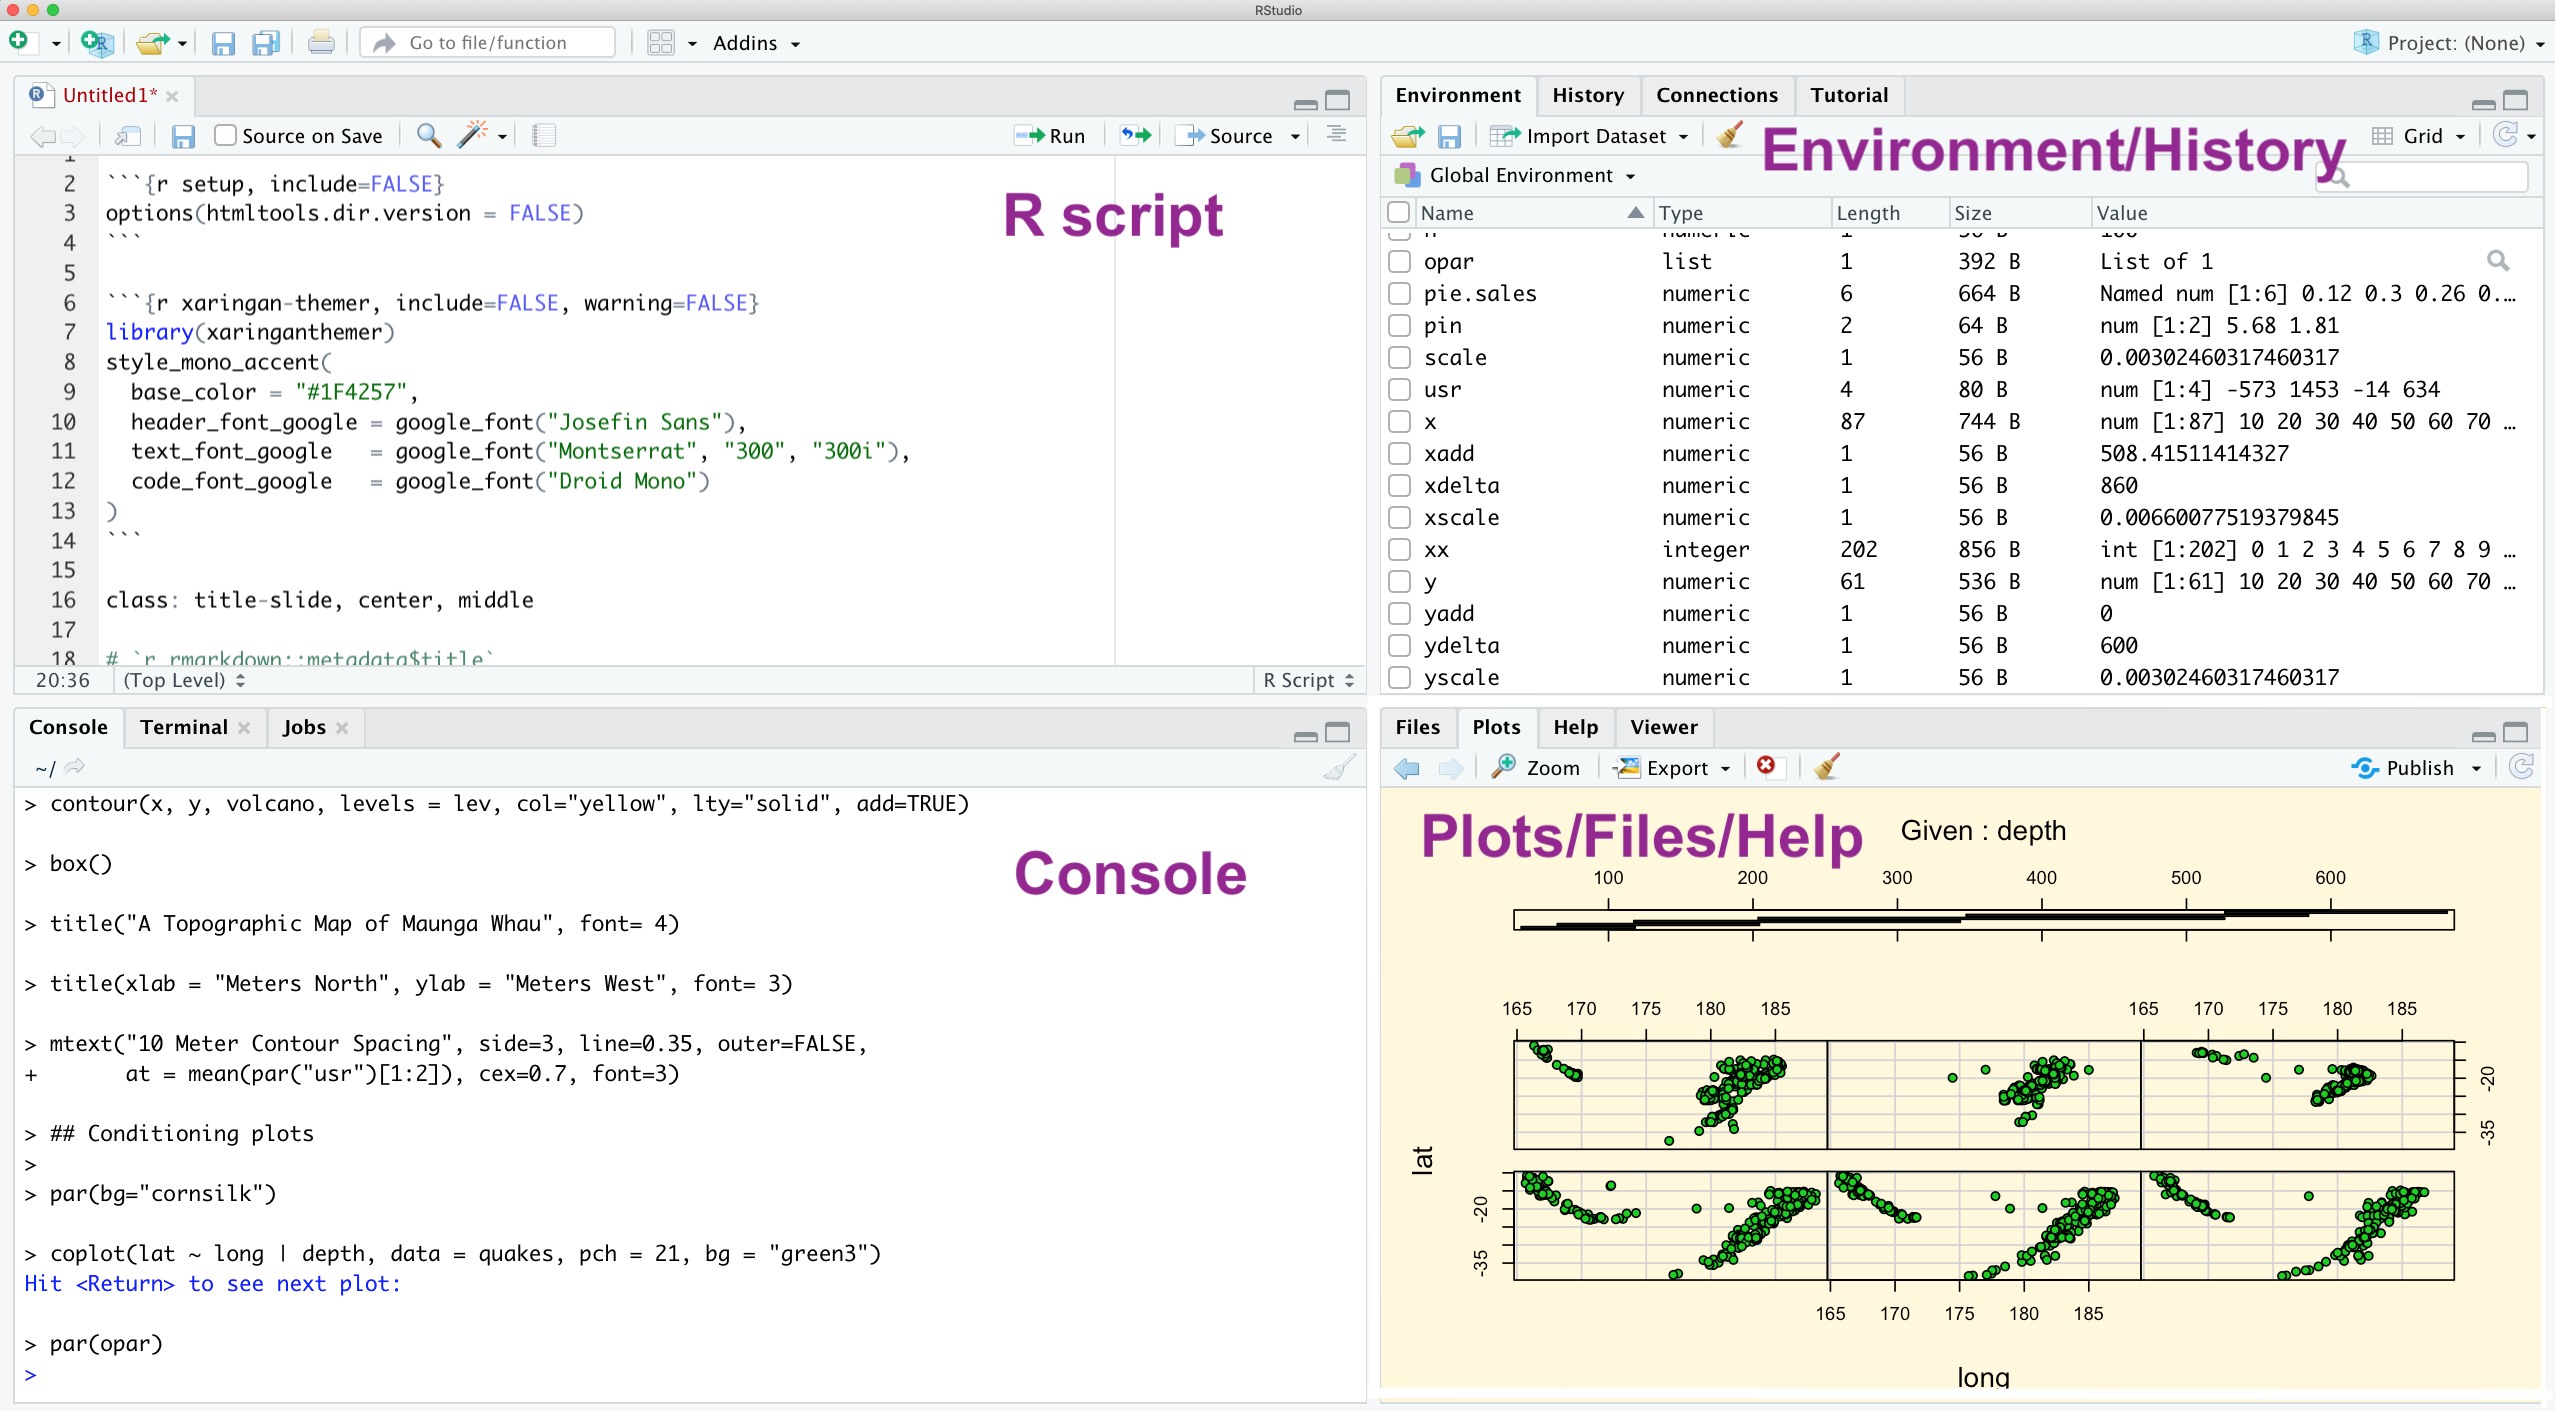 RStudio
Go to file/function
Addins
Project: (None)
Untitled1*
Source on Save
Run
Source
R script
1
2 ```{r setup, include=FALSE}
3 options(htmltools.dir.version = FALSE)
4 ```
5
6 ```{r xaringan-themer, include=FALSE, warning=FALSE}
7 library(xaringanthemer)
8 style_mono_accent(
9 base_color = "#1F4257",
10 header_font_google = google_font("Josefin Sans"),
11 text_font_google   = google_font("Montserrat", "300", "300i"),
12 code_font_google   = google_font("Droid Mono")
13 )
14 ```
15
16 class: title-slide, center, middle
17
18 # `r rmarkdown::metadata$title`
20:36 (Top Level) R Script
Environment History Connections Tutorial
Import Dataset Environment/History Grid
Global Environment
Name Type Length Size Value
opar list 1 392 B List of 1
pie.sales numeric 6 664 B Named num [1:6] 0.12 0.3 0.26 0.…
pin numeric 2 64 B num [1:2] 5.68 1.81
scale numeric 1 56 B 0.00302460317460317
usr numeric 4 80 B num [1:4] -573 1453 -14 634
x numeric 87 744 B num [1:87] 10 20 30 40 50 60 70 …
xadd numeric 1 56 B 508.41511414327
xdelta numeric 1 56 B 860
xscale numeric 1 56 B 0.00660077519379845
xx integer 202 856 B int [1:202] 0 1 2 3 4 5 6 7 8 9 …
y numeric 61 536 B num [1:61] 10 20 30 40 50 60 70 …
yadd numeric 1 56 B 0
ydelta numeric 1 56 B 600
yscale numeric 1 56 B 0.00302460317460317
Console Terminal Jobs
~/
Console
> contour(x, y, volcano, levels = lev, col="yellow", lty="solid", add=TRUE)
> box()
> title("A Topographic Map of Maunga Whau", font= 4)
> title(xlab = "Meters North", ylab = "Meters West", font= 3)
> mtext("10 Meter Contour Spacing", side=3, line=0.35, outer=FALSE,
+       at = mean(par("usr")[1:2]), cex=0.7, font=3)
> ## Conditioning plots
>
> par(bg="cornsilk")
> coplot(lat ~ long | depth, data = quakes, pch = 21, bg = "green3")
Hit <Return> to see next plot:
> par(opar)
>
Files Plots Help Viewer
Zoom Export Publish
Plots/Files/Help
Given : depth
100 200 300 400 500 600
165 170 175 180 185 165 170 175 180 185
-20
-35
lat
-20
-35
165 170 175 180 185
long